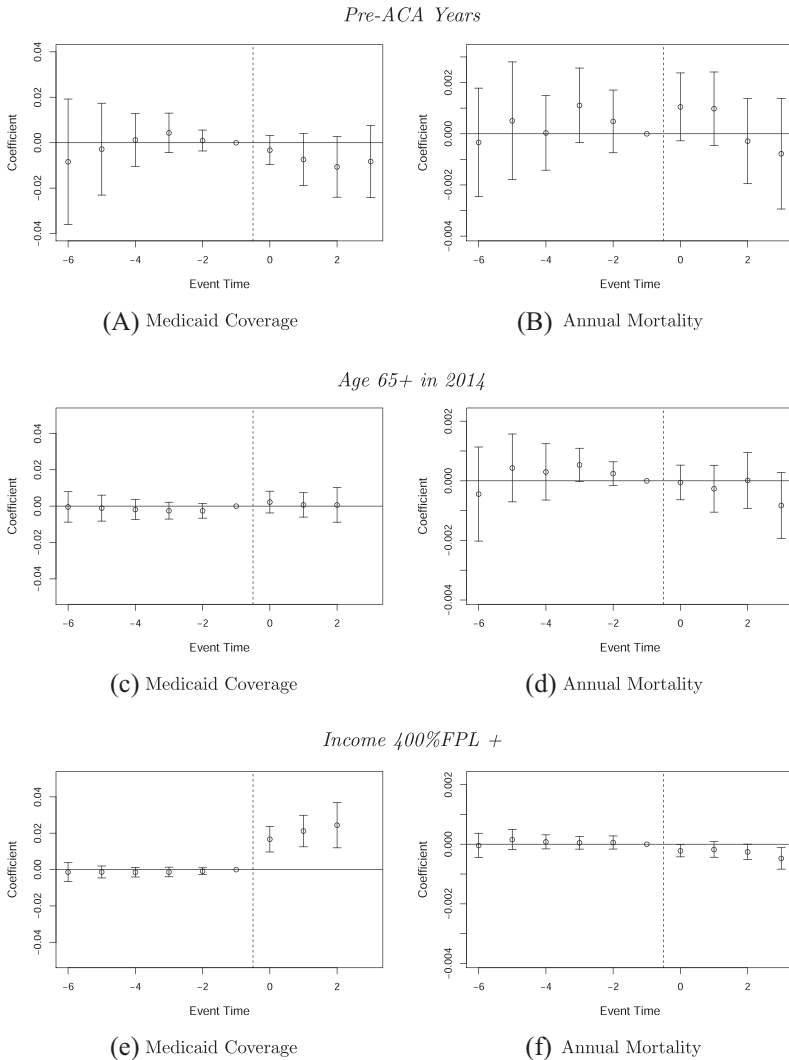 Pre-ACA Years
Coefficient
0.04
0.02
0.00
-0.02
-0.04
-6
-4
-2
0
2
Event Time
(A) Medicaid Coverage
Coefficient
0.002
0.000
-0.002
-0.004
-6
-4
-2
0
2
Event Time
(B) Annual Mortality
Age 65+ in 2014
Coefficient
0.04
0.02
0.00
-0.02
-0.04
-6
-4
-2
0
2
Event Time
(c) Medicaid Coverage
Coefficient
0.002
0.000
-0.002
-0.004
-6
-4
-2
0
2
Event Time
(d) Annual Mortality
Income 400%FPL +
Coefficient
0.04
0.02
0.00
-0.02
-0.04
-6
-4
-2
0
2
Event Time
(e) Medicaid Coverage
Coefficient
0.002
0.000
-0.002
-0.004
-6
-4
-2
0
2
Event Time
(f) Annual Mortality